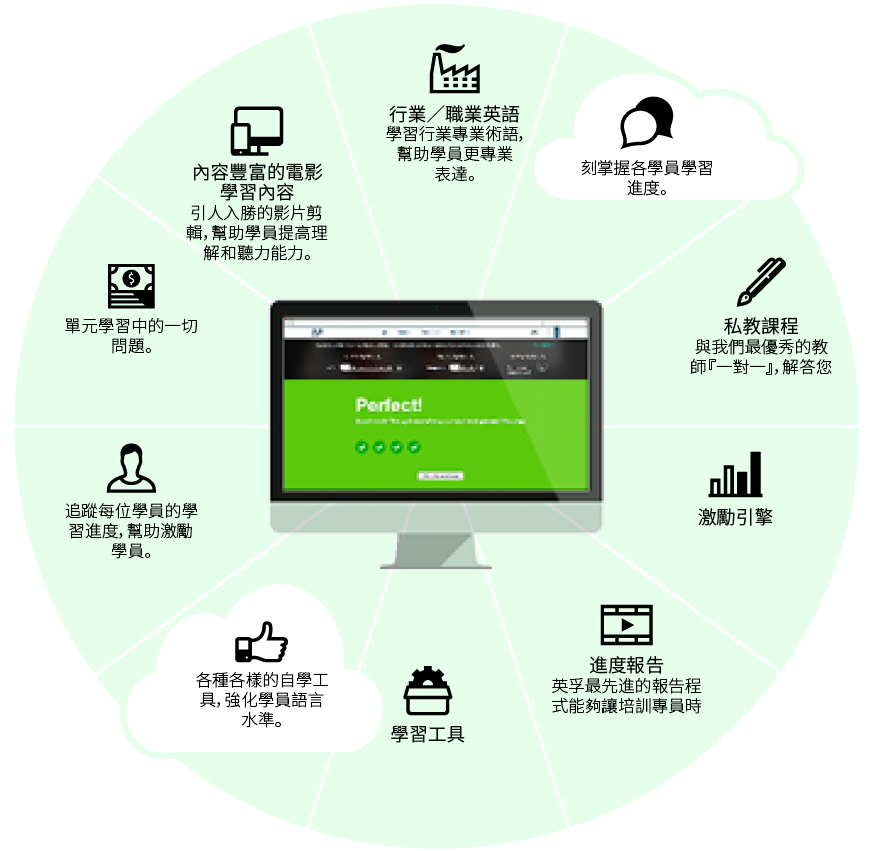 行業／職業英語
學習行業專業術語，
幫助學員更專業
表達。
刻掌握各學員學習
進度。
內容豐富的電影
學習內容
引人入勝的影片剪
輯，幫助學員提高理
解和聽力能力。
單元學習中的一切
問題。
私教課程
與我們最優秀的教
師『一對一』，解答您
Perfect!
追蹤每位學員的學
習進度，幫助激勵
學員。
激勵引擎
各種各樣的自學工
具，強化學員語言
水準。
學習工具
進度報告
英孚最先進的報告程
式能夠讓培訓專員時